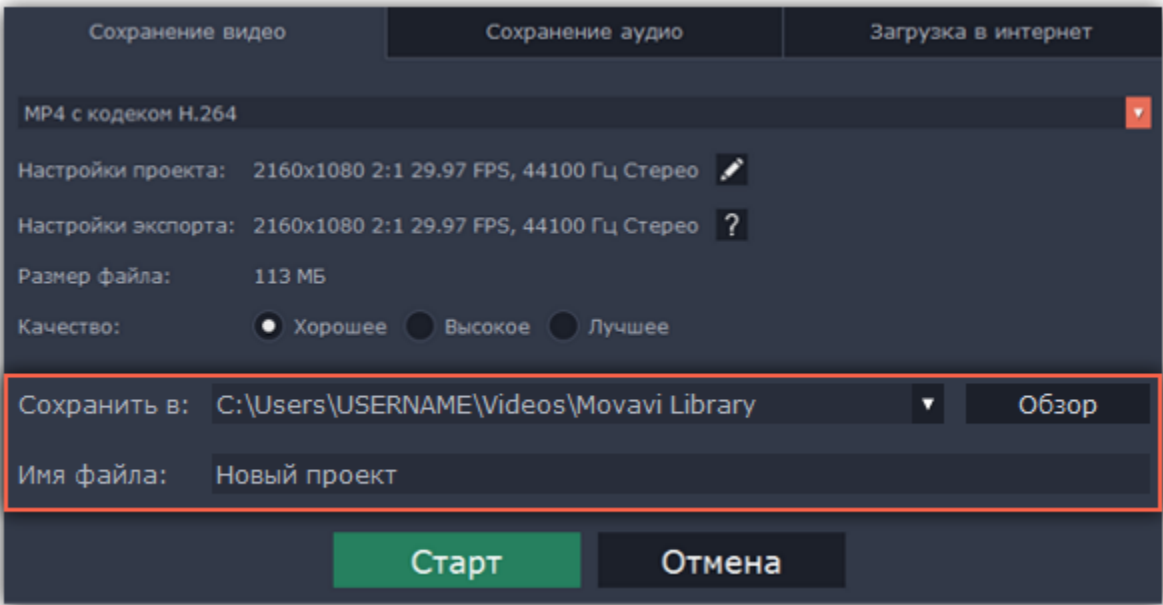 Сохранение видео Сохранение аудио Загрузка в интернет
MP4 с кодеком H.264
Настройки проекта: 2160x1080 2:1 29.97 FPS, 44100 Гц Стерео
Настройки экспорта: 2160x1080 2:1 29.97 FPS, 44100 Гц Стерео ?
Размер файла: 113 МБ
Качество: Хорошее Высокое Лучшее
Сохранить в: C:\Users\USERNAME\Videos\Movavi Library Обзор
Имя файла: Новый проект
Старт Отмена